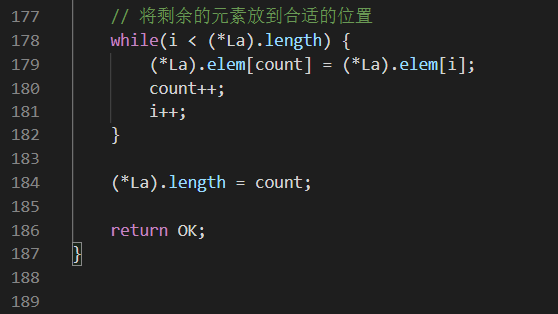 177 // 将剩余的元素放到合适的位置
178 while(i < (*La).length) {
179 (*La).elem[count] = (*La).elem[i];
180 count++;
181 i++;
182 }
183
184 (*La).length = count;
185
186 return OK;
187 }
188
189